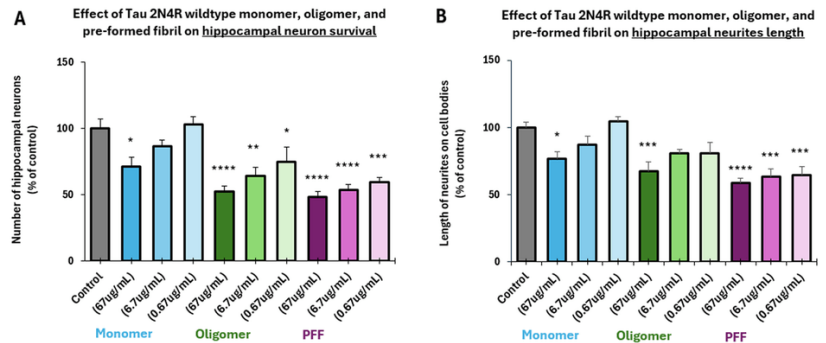 A
Effect of Tau 2N4R wildtype monomer, oligomer, and
pre-formed fibril on hippocampal neuron survival
Number of hippocampal neurons
(% of control)
150
100
50
0
*
****
**
*
****
****
***
Control
(67ug/mL)
(6.7ug/mL)
(0.67ug/mL)
(67ug/mL)
(6.7ug/mL)
(0.67ug/mL)
(67ug/mL)
(6.7ug/mL)
(0.67ug/mL)
Monomer
Oligomer
PFF
B
Effect of Tau 2N4R wildtype monomer, oligomer, and
pre-formed fibril on hippocampal neurites length
Length of neurites on cell bodies
(% of control)
150
100
50
0
*
***
****
***
***
Control
(67ug/mL)
(6.7ug/mL)
(0.67ug/mL)
(67ug/mL)
(6.7ug/mL)
(0.67ug/mL)
(67ug/mL)
(6.7ug/mL)
(0.67ug/mL)
Monomer
Oligomer
PFF